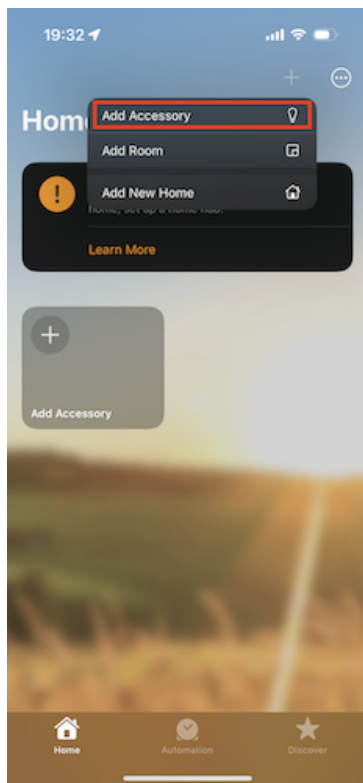 19:32
Home
Add Accessory
Add Room
Add New Home
home, set up a home hub.
Learn More
Add Accessory
Home
Automation
Discover